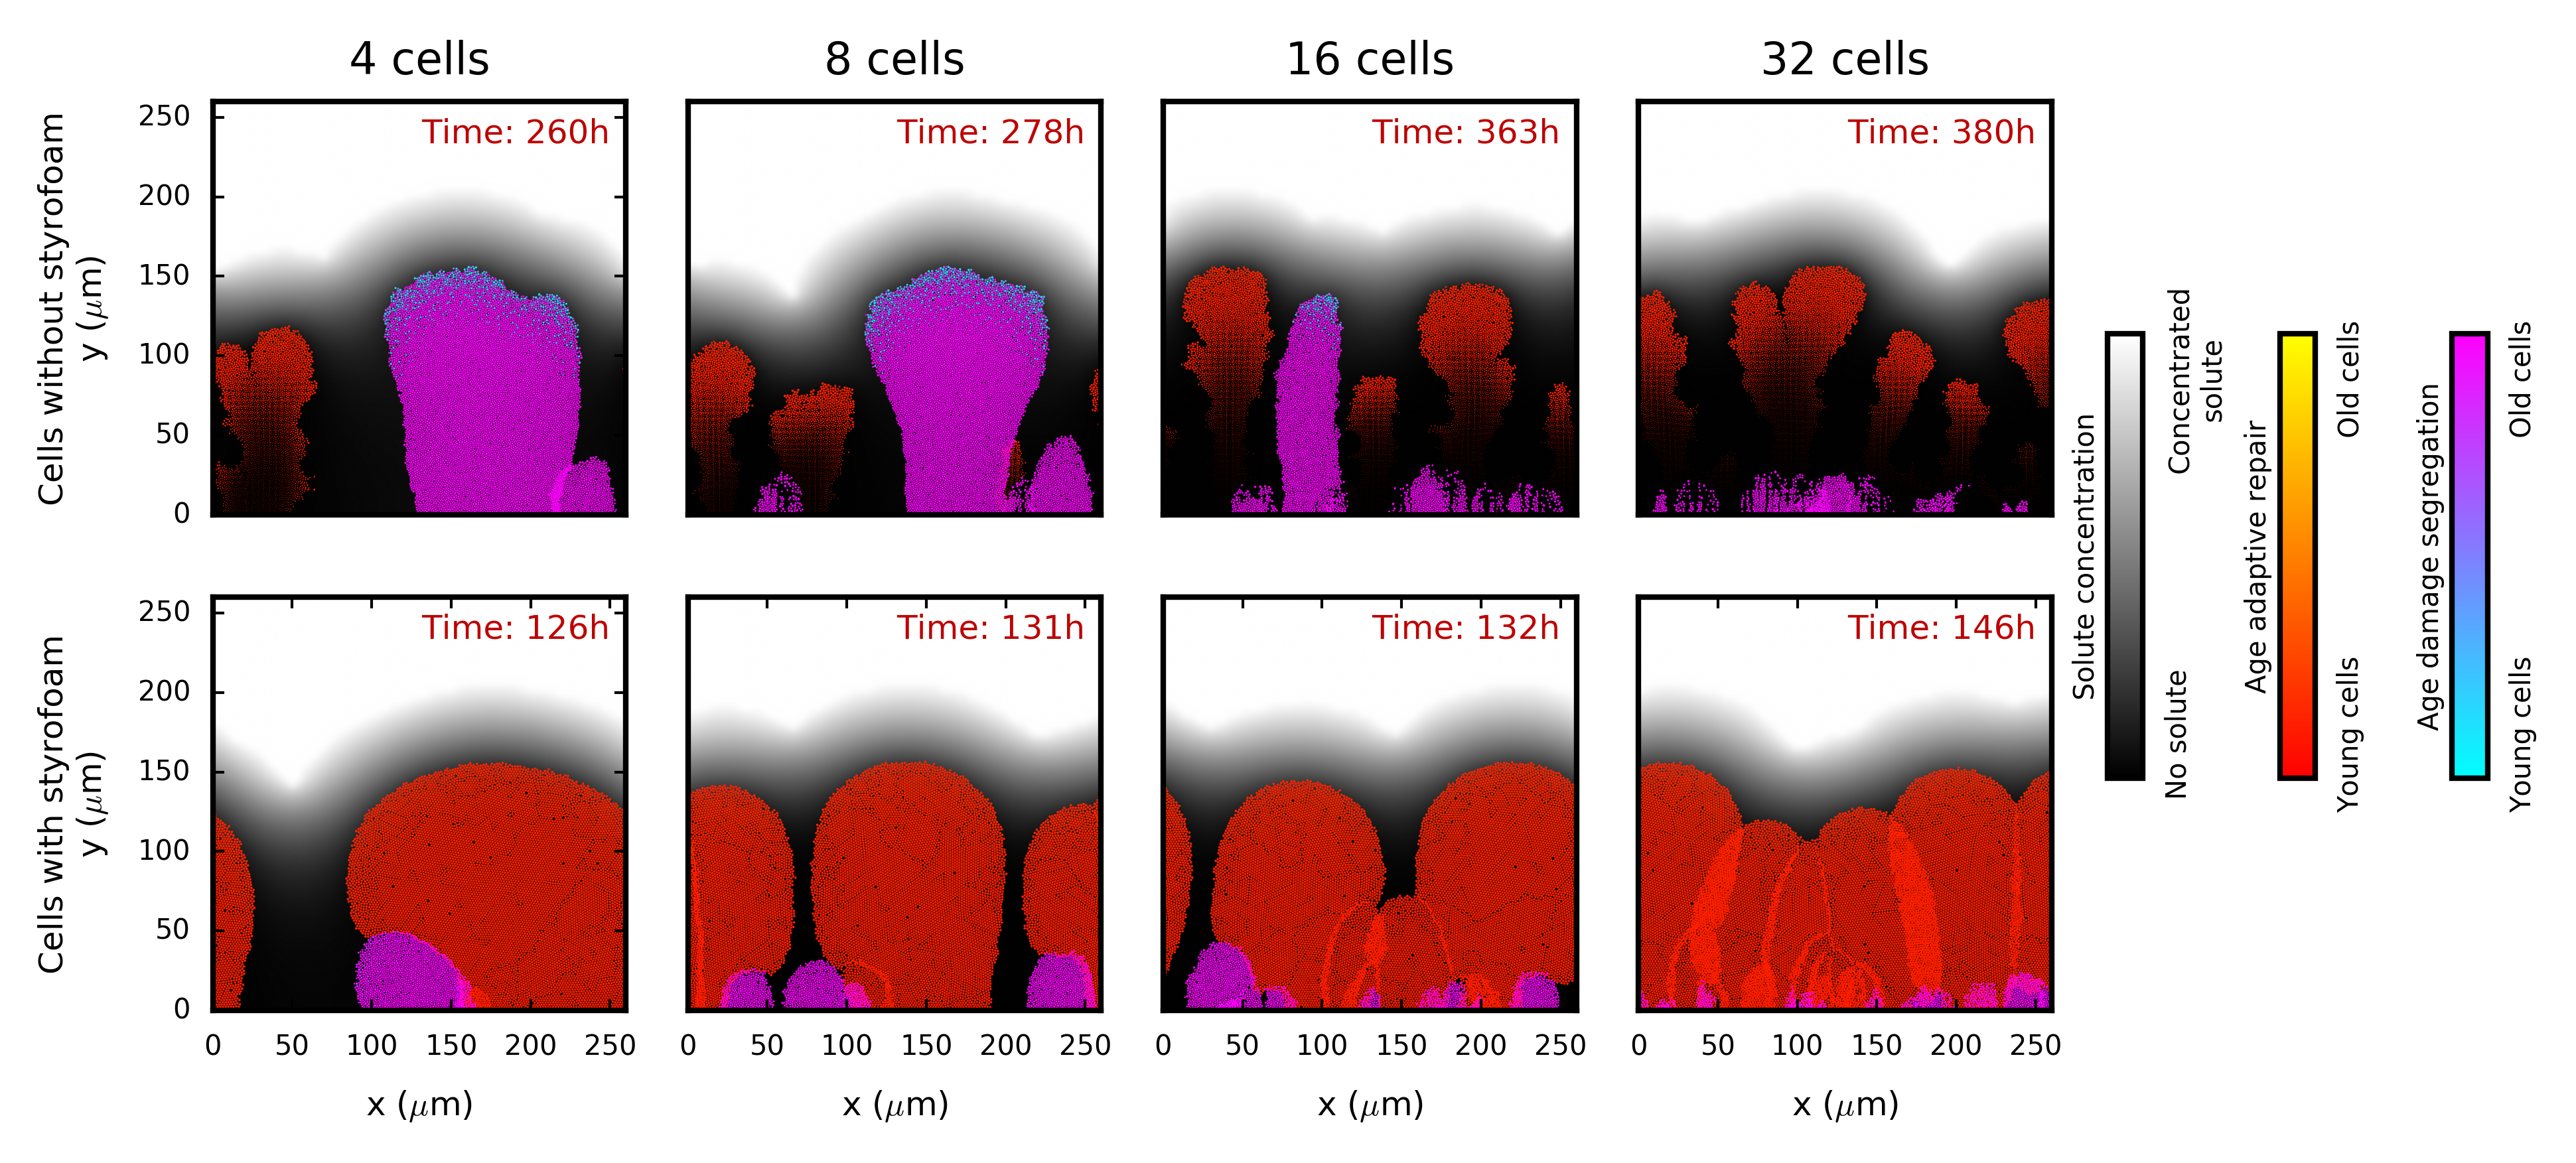 4 cells
8 cells
16 cells
32 cells
Cells without styrofoam
y (μm)
250
200
150
100
50
0
Time: 260h
Time: 278h
Time: 363h
Time: 380h
Cells with styrofoam
y (μm)
250
200
150
100
50
0
Time: 126h
Time: 131h
Time: 132h
Time: 146h
0 50 100 150 200 250
0 50 100 150 200 250
0 50 100 150 200 250
0 50 100 150 200 250
x (μm)
x (μm)
x (μm)
x (μm)
Solute concentration
No solute
Concentrated
solute
Age adaptive repair
Young cells
Old cells
Age damage segregation
Young cells
Old cells